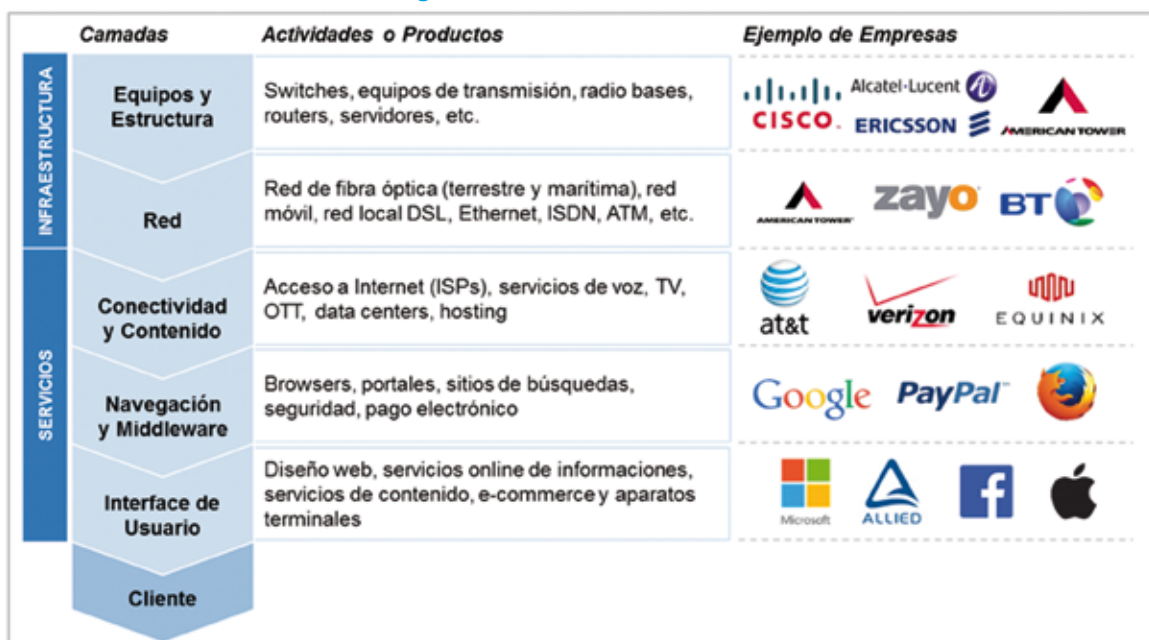 Camadas
Actividades o Productos
Ejemplo de Empresas
INFRAESTRUCTURA
Equipos y
Estructura
Switches, equipos de transmisión, radio bases,
routers, servidores, etc.
CISCO
Alcatel·Lucent
ERICSSON
AMERICAN TOWER
Red
Red de fibra óptica (terrestre y marítima), red
móvil, red local DSL, Ethernet, ISDN, ATM, etc.
AMERICAN TOWER
zayo
BT
SERVICIOS
Conectividad
y Contenido
Acceso a Internet (ISPs), servicios de voz, TV,
OTT, data centers, hosting
at&t
verizon
EQUINIX
Navegación
y Middleware
Browsers, portales, sitios de búsquedas,
seguridad, pago electrónico
Google
PayPal™
Interface de
Usuario
Diseño web, servicios online de informaciones,
servicios de contenido, e-commerce y aparatos
terminales
Microsoft
ALLIED
f
Cliente